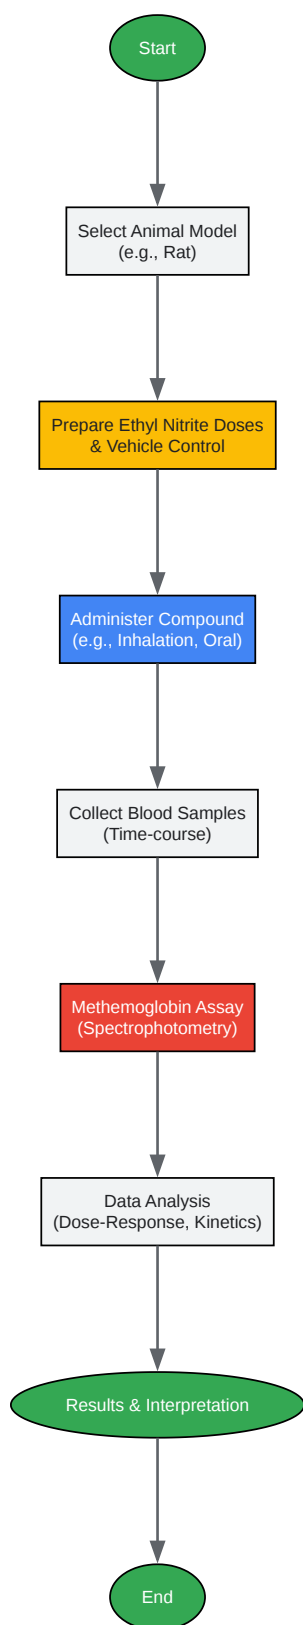 Start
Select Animal Model
(e.g., Rat)
Prepare Ethyl Nitrite Doses
& Vehicle Control
Administer Compound
(e.g., Inhalation, Oral)
Collect Blood Samples
(Time-course)
Methemoglobin Assay
(Spectrophotometry)
Data Analysis
(Dose-Response, Kinetics)
Results & Interpretation
End